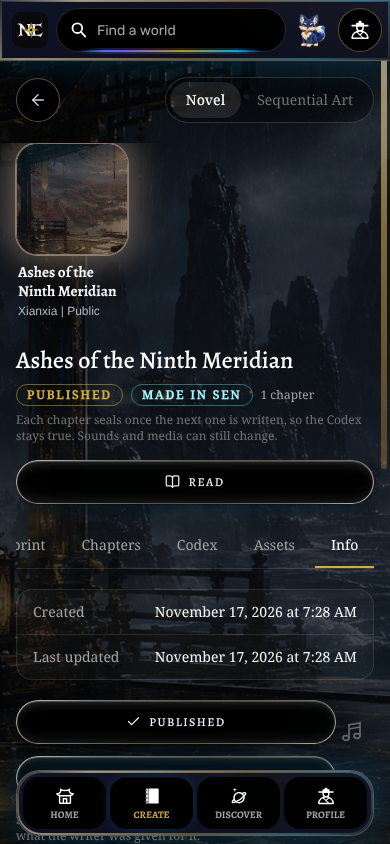 NE
Find a world
Novel
Sequential Art
Ashes of the
Ninth Meridian
Xianxia | Public
Ashes of the Ninth Meridian
PUBLISHED
MADE IN SEN
1 chapter
Each chapter seals once the next one is written, so the Codex
stays true. Sounds and media can still change.
READ
print
Chapters
Codex
Assets
Info
Created
November 17, 2026 at 7:28 AM
Last updated
November 17, 2026 at 7:28 AM
PUBLISHED
HOME
CREATE
DISCOVER
PROFILE
what the writer was given for it.